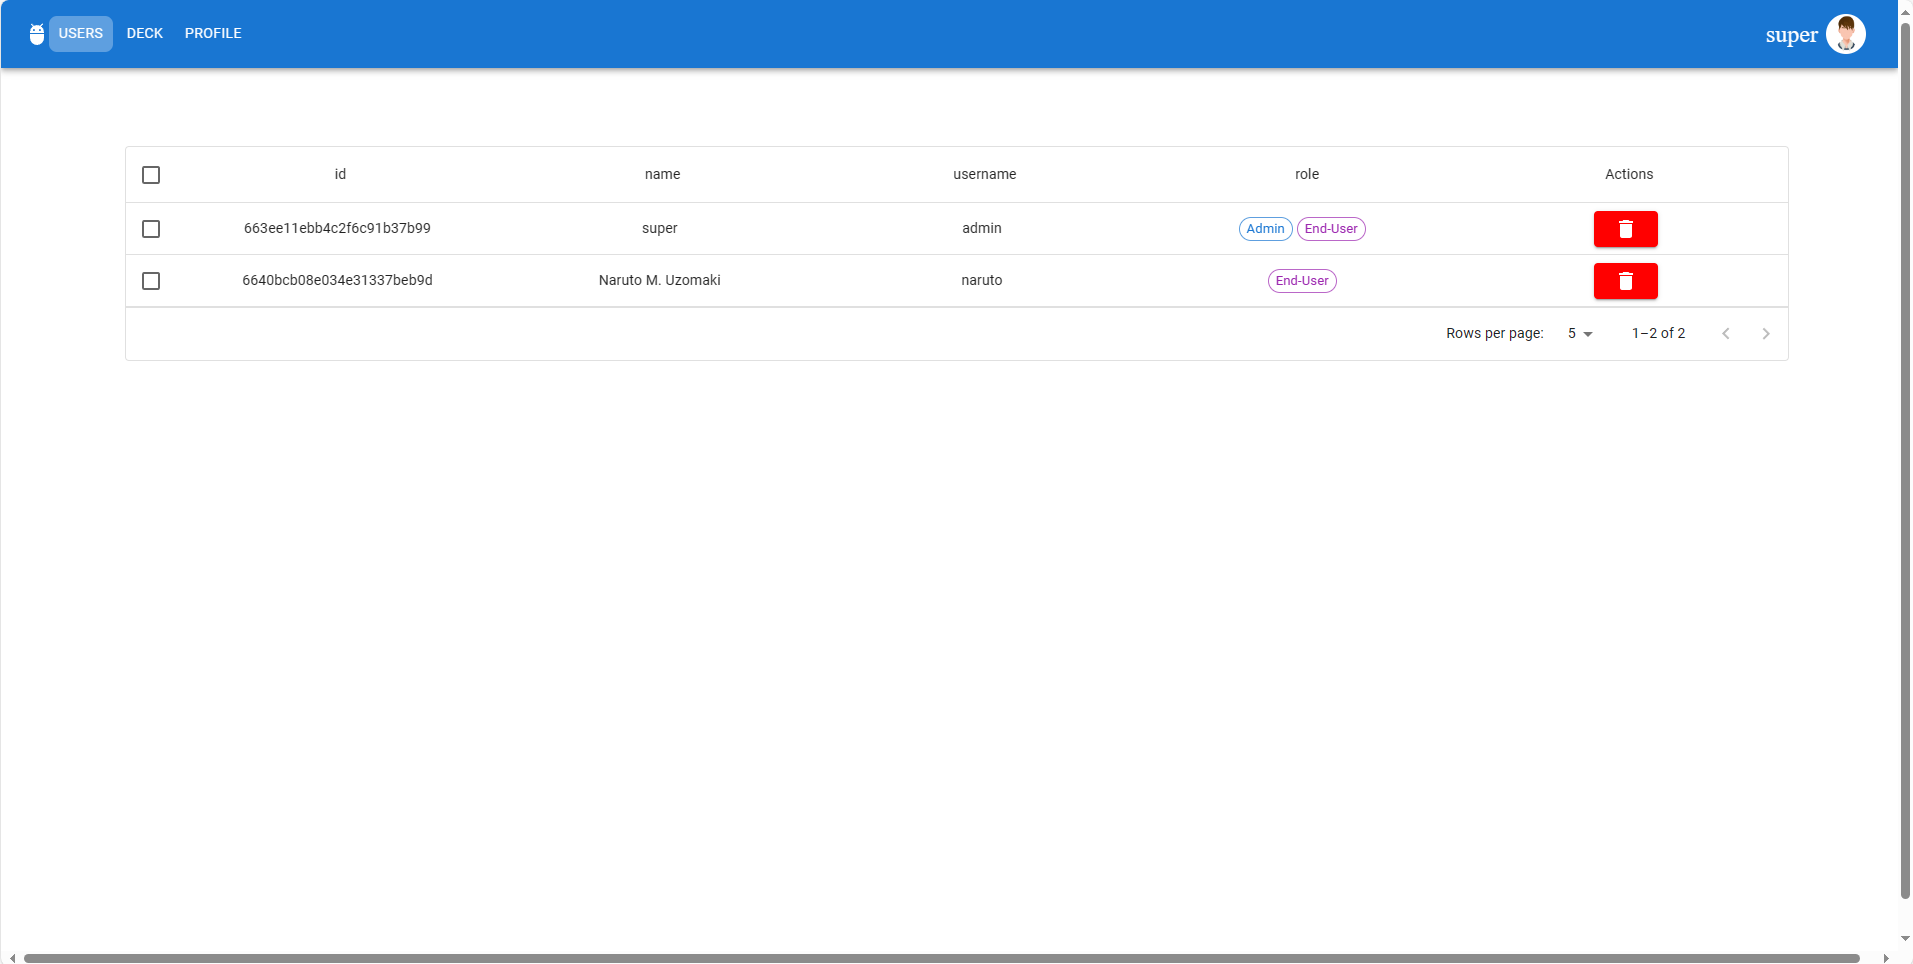 USERS DECK PROFILE super
id name username role Actions
663ee11ebb4c2f6c91b37b99 super admin Admin End-User
6640bcb08e034e31337beb9d Naruto M. Uzomaki naruto End-User
Rows per page: 5 1–2 of 2